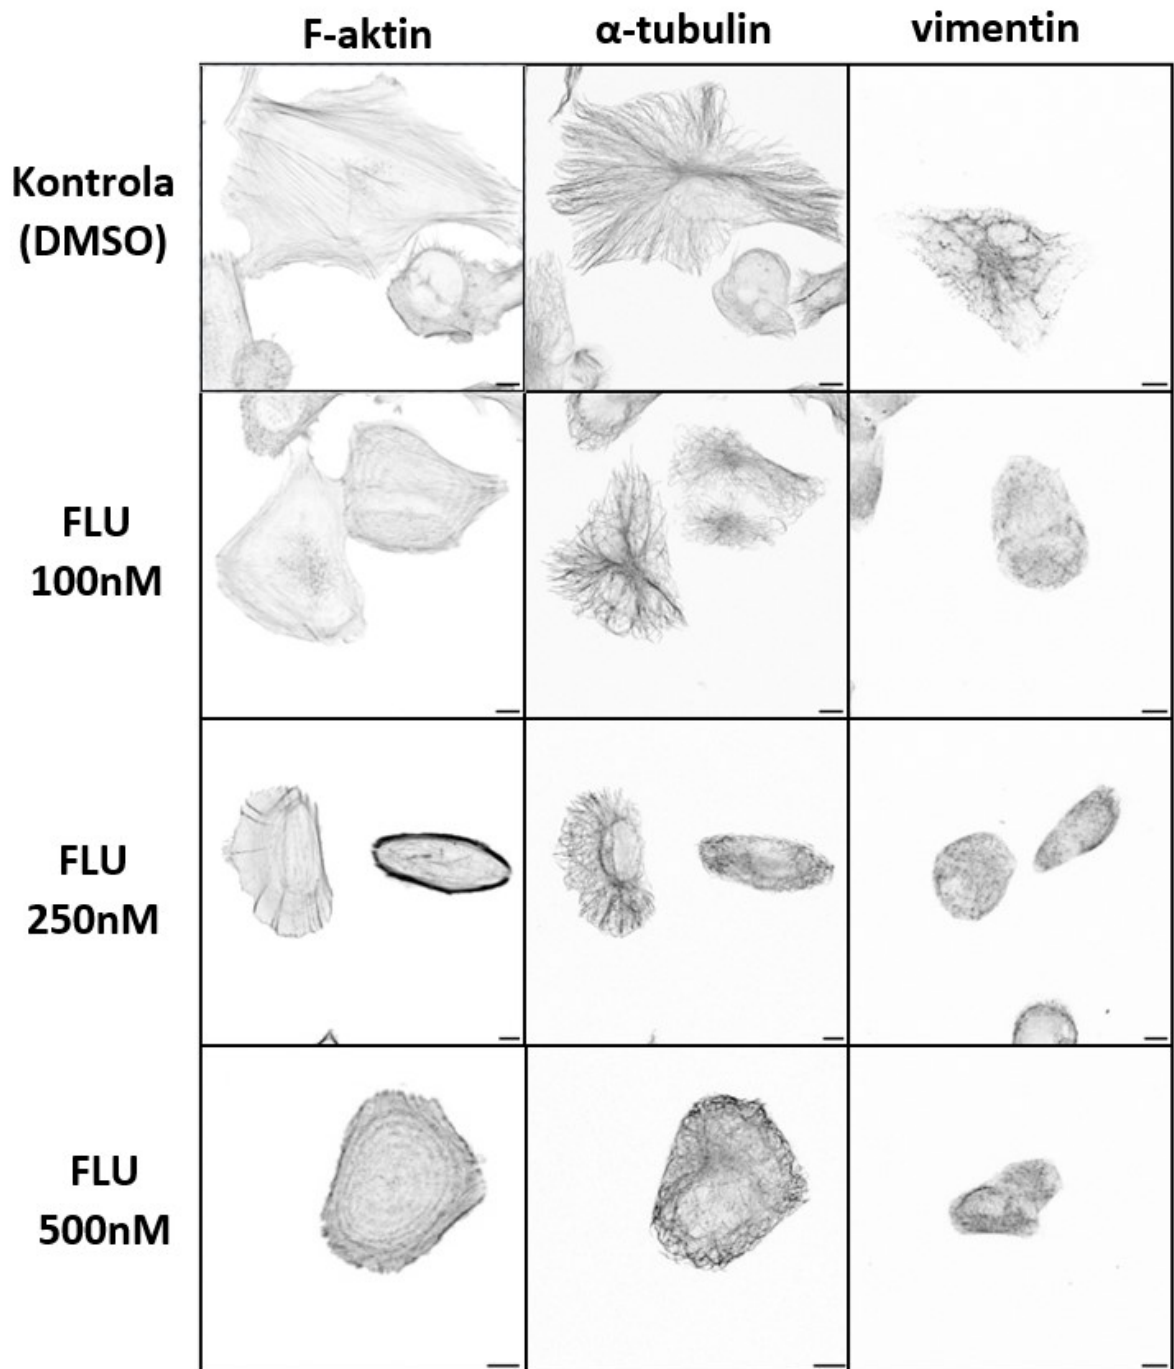 F-aktin α-tubulin vimentin
Kontrola
(DMSO)
FLU
100nM
FLU
250nM
FLU
500nM